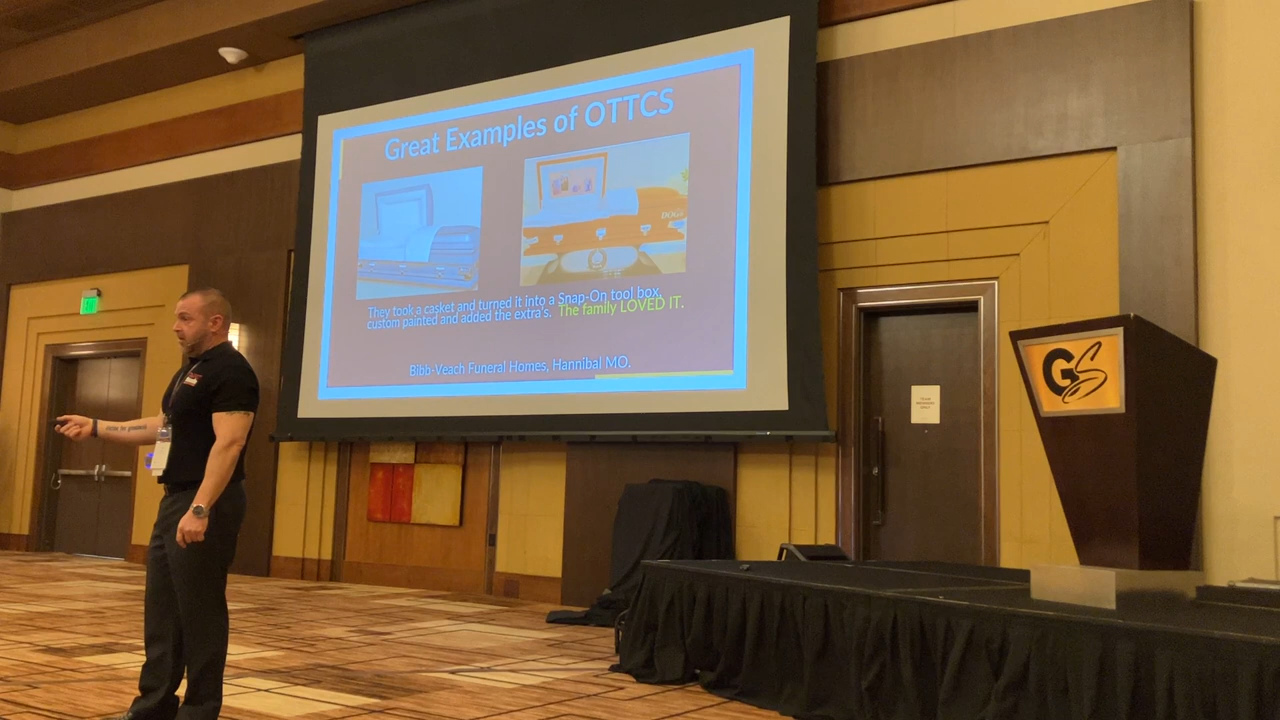 Great Examples of OTTCS
They took a casket and turned it into a Snap-On tool box,
custom painted and added the extra's. The family LOVED IT.
Bibb-Veach Funeral Homes, Hannibal MO.
GS